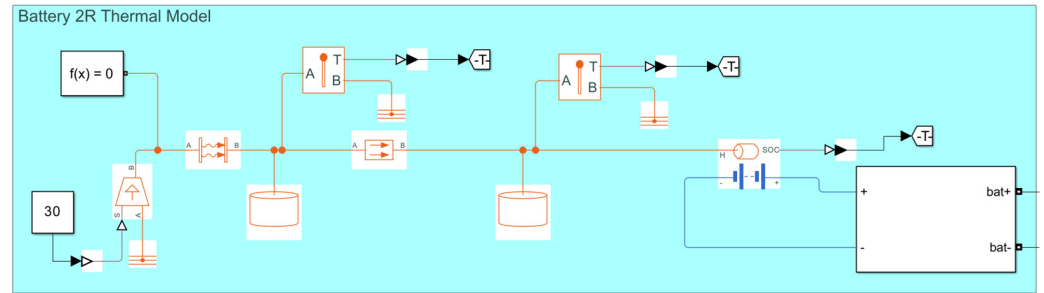 Battery 2R Thermal Model
f(x) = 0
A
T
B
-T-
A
T
B
-T-
A
B
A
B
H
SOC
-T-
-
+
B
S
A
30
+
bat+
-
bat-